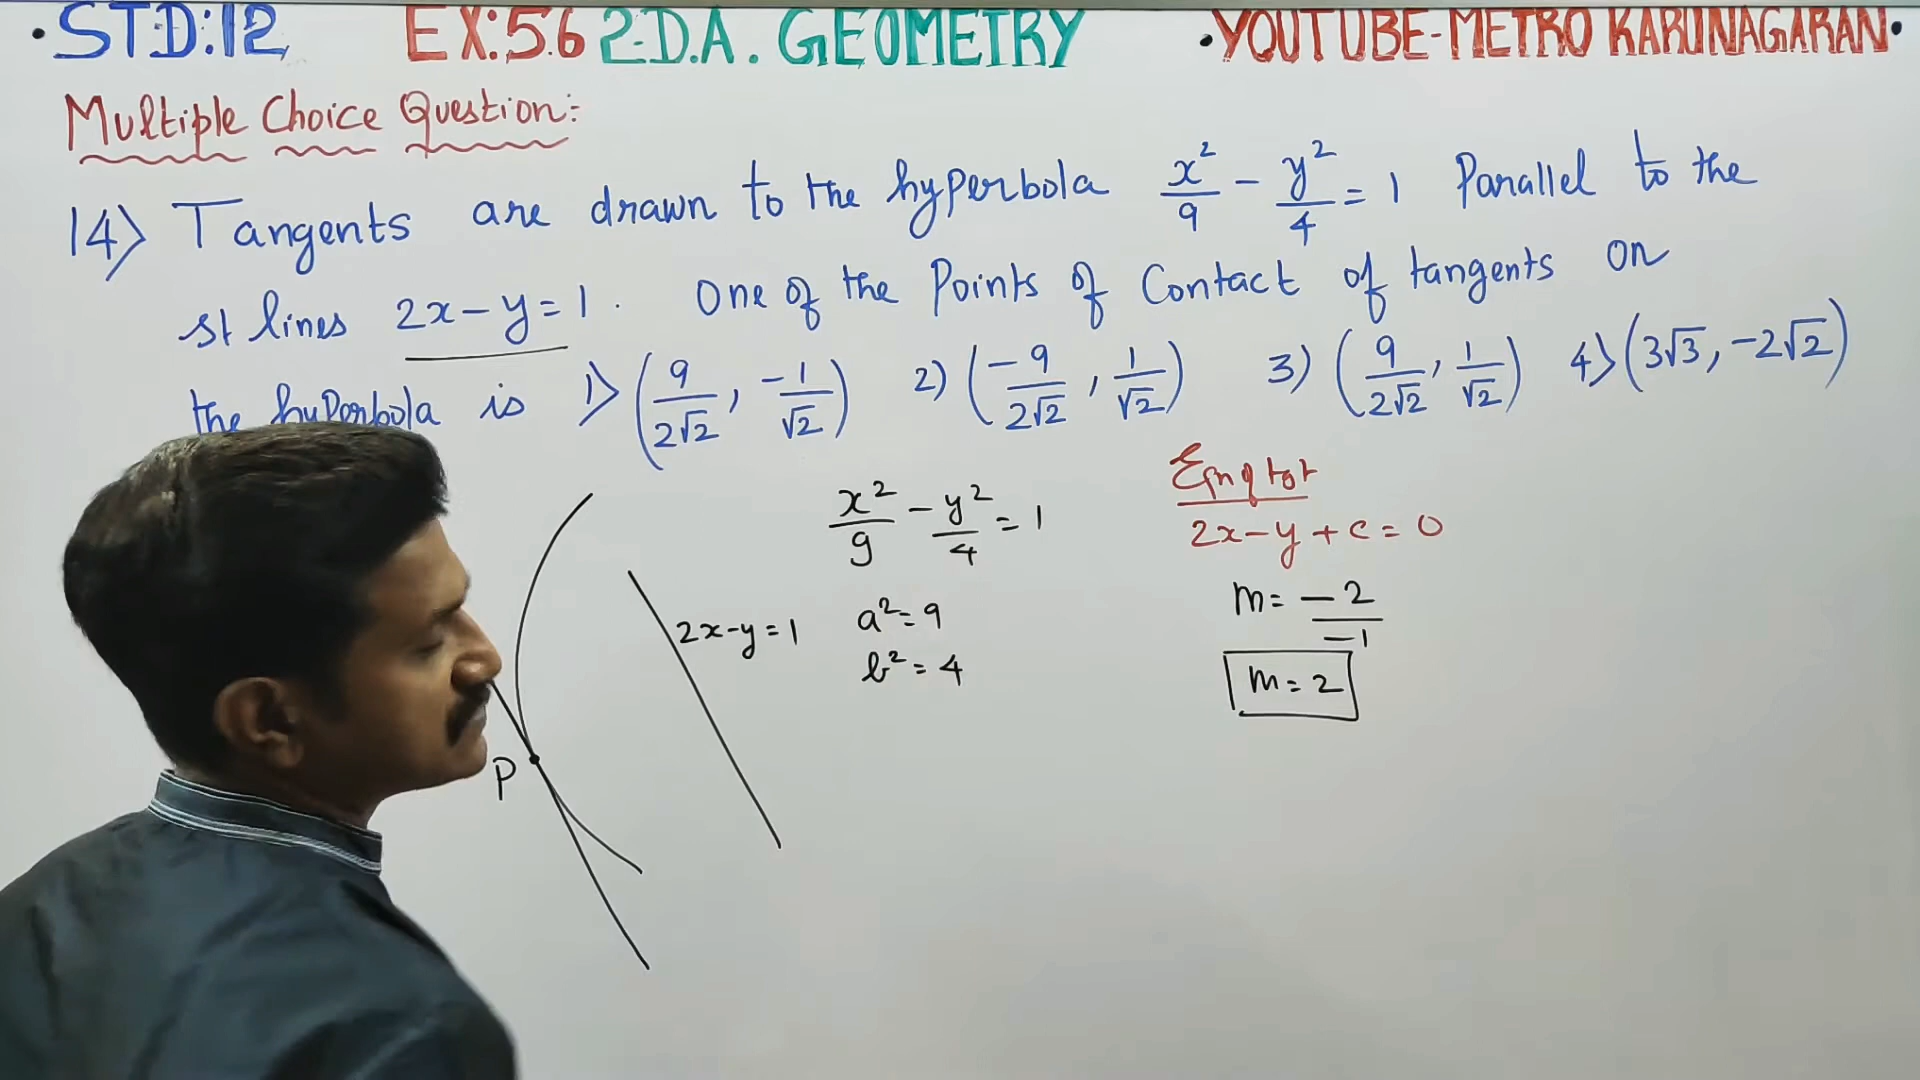 •STD:12 EX:5.6 2-D.A. GEOMETRY •YOUTUBE-METRO KARUNAGARAN•
Multiple Choice Question:-
14) Tangents are drawn to the hyperbola x²/9 - y²/4 = 1 Parallel to the
st lines 2x-y=1. One of the Points of Contact of tangents on
the hyperbola is 1) (9/2√2, -1/√2) 2) (-9/2√2, 1/√2) 3) (9/2√2, 1/√2) 4) (3√3, -2√2)
x²/9 - y²/4 = 1
a²=9
b²=4
2x-y=1
P
2x-y+c=0
m= -2/-1
m=2